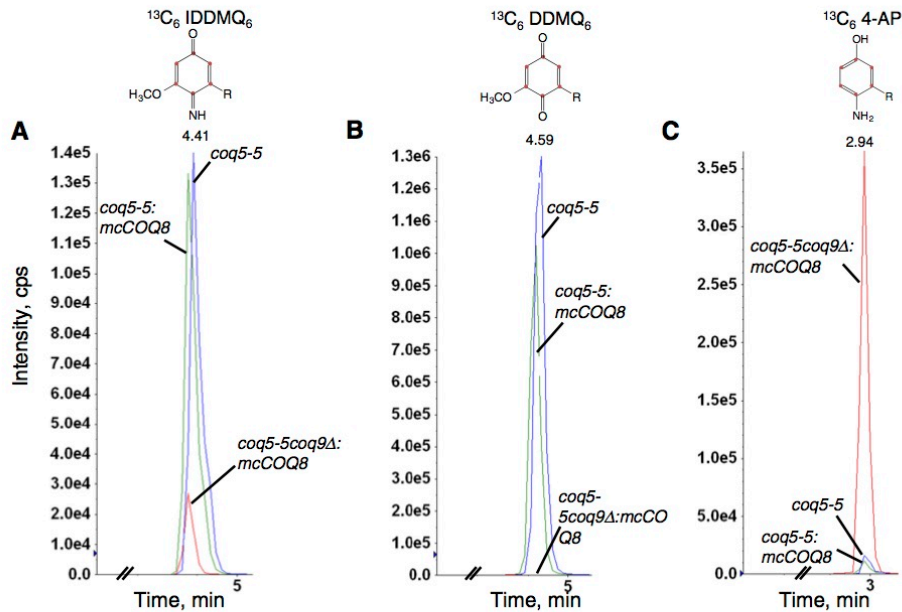 ¹³C₆ IDDMQ₆
O
H₃CO
R
NH
A
4.41
coq5-5
coq5-5:
mcCOQ8
coq5-5coq9Δ:
mcCOQ8
1.4e5
1.3e5
1.2e5
1.1e5
1.0e5
9.0e4
8.0e4
7.0e4
6.0e4
5.0e4
4.0e4
3.0e4
2.0e4
1.0e4
0.0
Intensity, cps
5
Time, min
¹³C₆ DDMQ₆
O
H₃CO
R
O
B
4.59
coq5-5
coq5-5:
mcCOQ8
coq5-
5coq9Δ:mcCO
Q8
1.3e6
1.2e6
1.1e6
1.0e6
9.0e5
8.0e5
7.0e5
6.0e5
5.0e5
4.0e5
3.0e5
2.0e5
1.0e5
0.0
5
Time, min
¹³C₆ 4-AP
OH
R
NH₂
C
2.94
coq5-5coq9Δ:
mcCOQ8
coq5-5
coq5-5:
mcCOQ8
3.5e5
3.0e5
2.5e5
2.0e5
1.5e5
1.0e5
5.0e4
0.0
3
Time, min